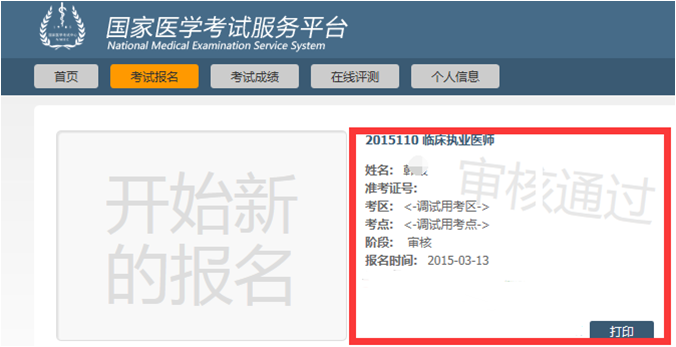 国家医学考试服务平台
National Medical Examination Service System
首页 考试报名 考试成绩 在线评测 个人信息
开始新
的报名
2015110 临床执业医师
姓名：
准考证号：
考区： <-调试用考区->
考点： <-调试用考点->
阶段： 审核
报名时间： 2015-03-13
审核通过
打印